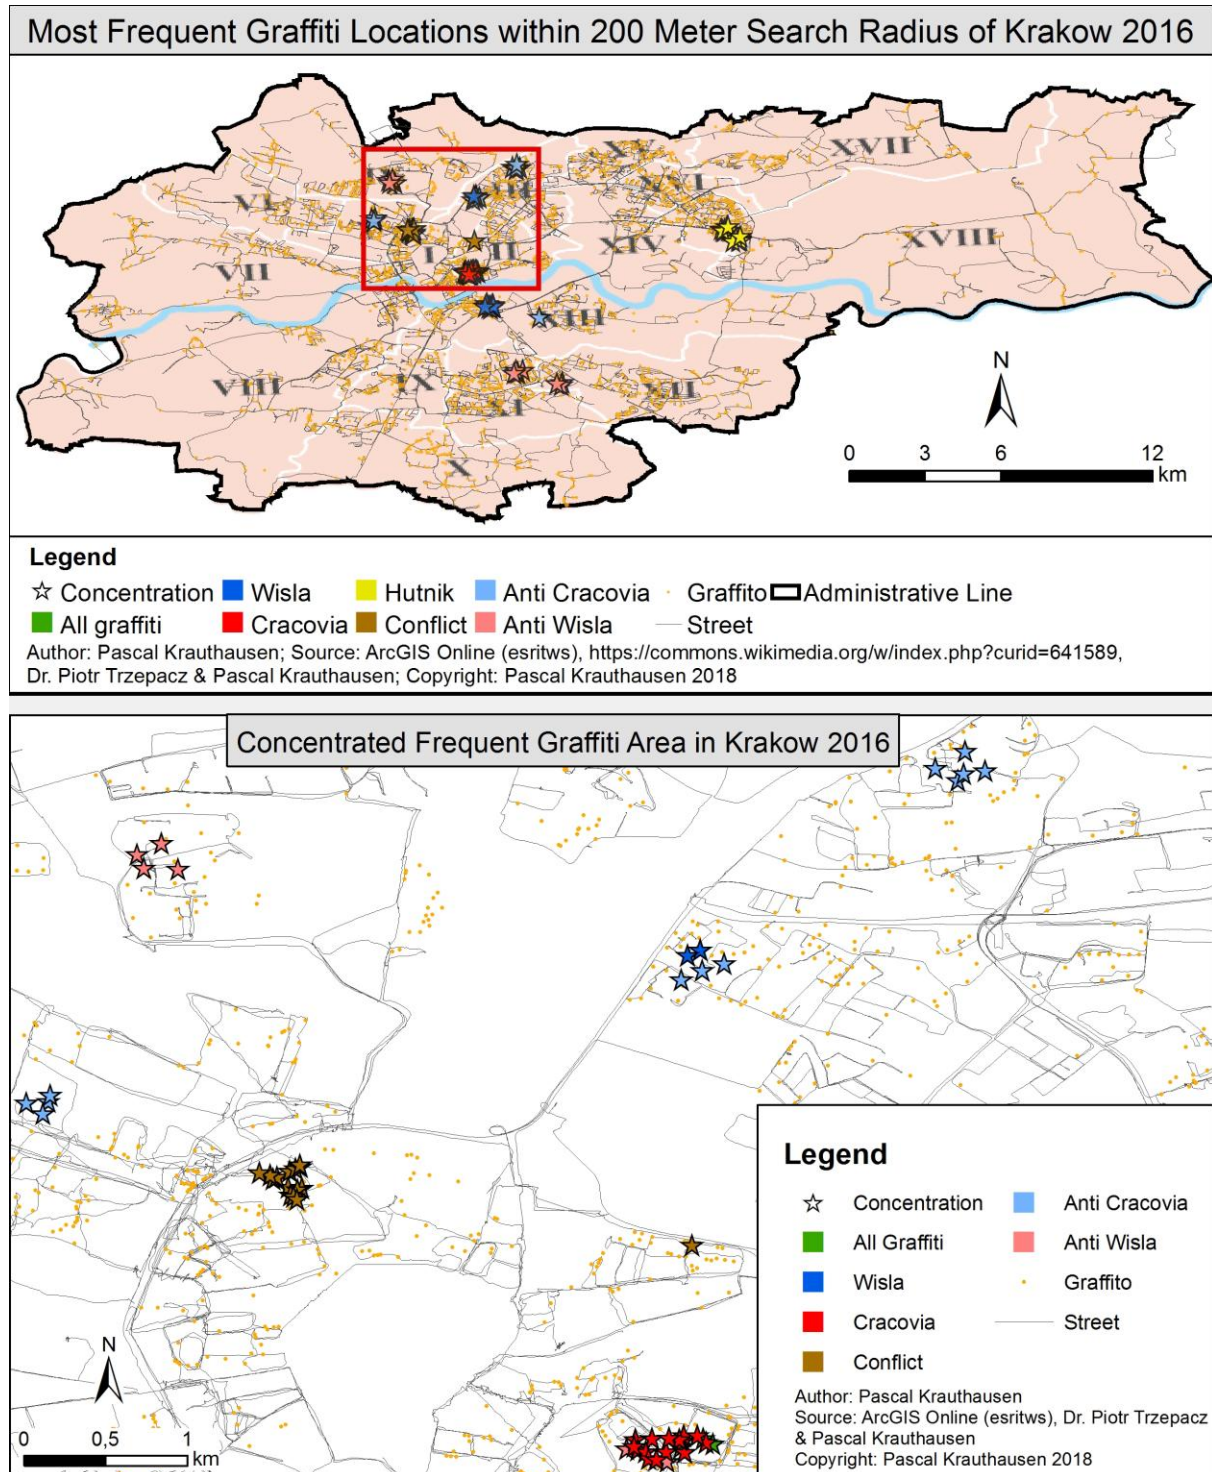 Most Frequent Graffiti Locations within 200 Meter Search Radius of Krakow 2016
XVII
XV
XVI
VI
XVIII
XIV
I
II
VII
XIII
VIII
IX
XII
XI
X
N
0 3 6 12
km
Legend
Concentration Wisla Hutnik Anti Cracovia Graffito Administrative Line
All graffiti Cracovia Conflict Anti Wisla Street
Author: Pascal Krauthausen; Source: ArcGIS Online (esritws), https://commons.wikimedia.org/w/index.php?curid=641589,
Dr. Piotr Trzepacz & Pascal Krauthausen; Copyright: Pascal Krauthausen 2018
Concentrated Frequent Graffiti Area in Krakow 2016
Legend
Concentration Anti Cracovia
All Graffiti Anti Wisla
Wisla Graffito
Cracovia Street
Conflict
Author: Pascal Krauthausen
Source: ArcGIS Online (esritws), Dr. Piotr Trzepacz
& Pascal Krauthausen
Copyright: Pascal Krauthausen 2018
N
0 0,5 1
km